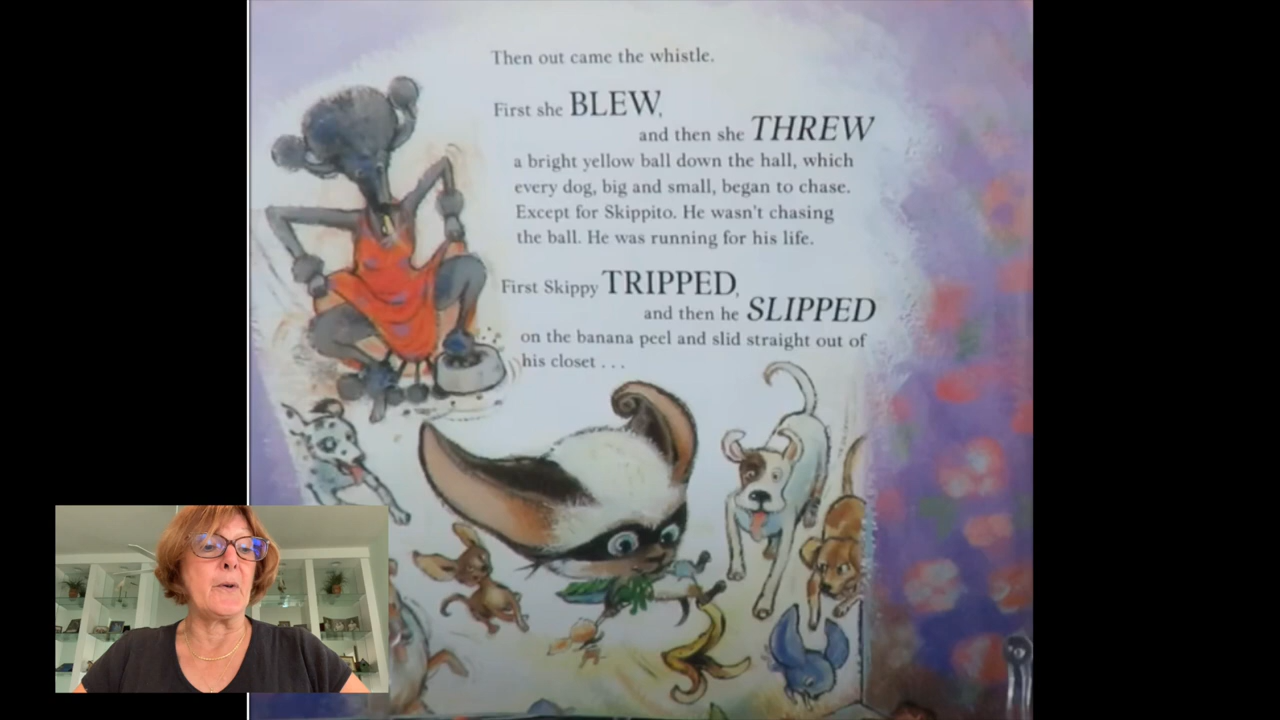 Then out came the whistle.
First she BLEW,
and then she THREW
a bright yellow ball down the hall, which
every dog, big and small, began to chase.
Except for Skippito. He wasn't chasing
the ball. He was running for his life.
First Skippy TRIPPED,
and then he SLIPPED
on the banana peel and slid straight out of
his closet . . .